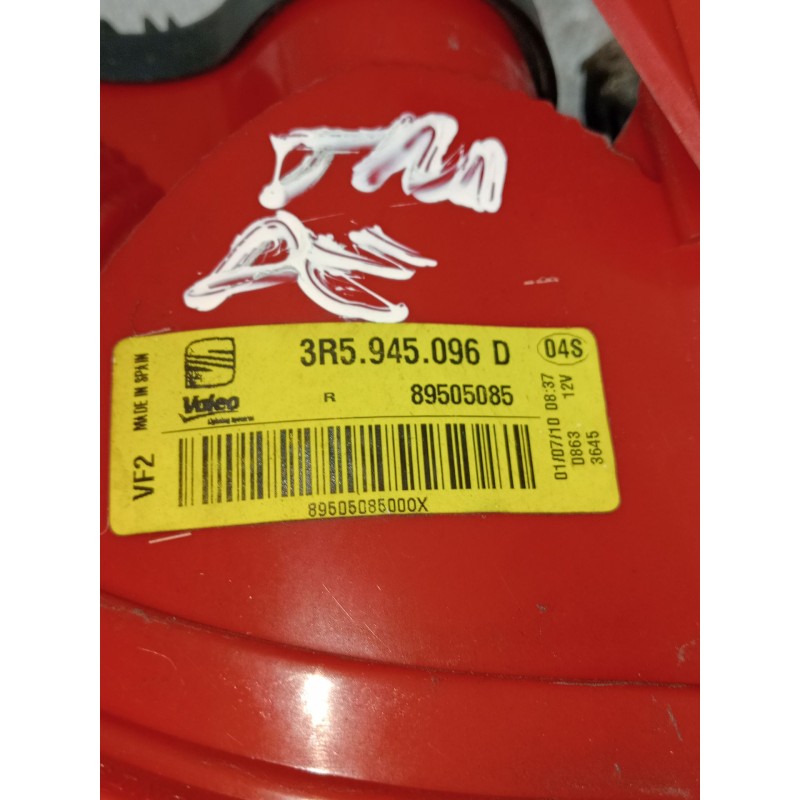 3R5.945.096 D 04S
MADE IN SPAIN
Valeo
R 89505085
VF2
89505085000X
01/07/10 08:37
12V
D863
3645